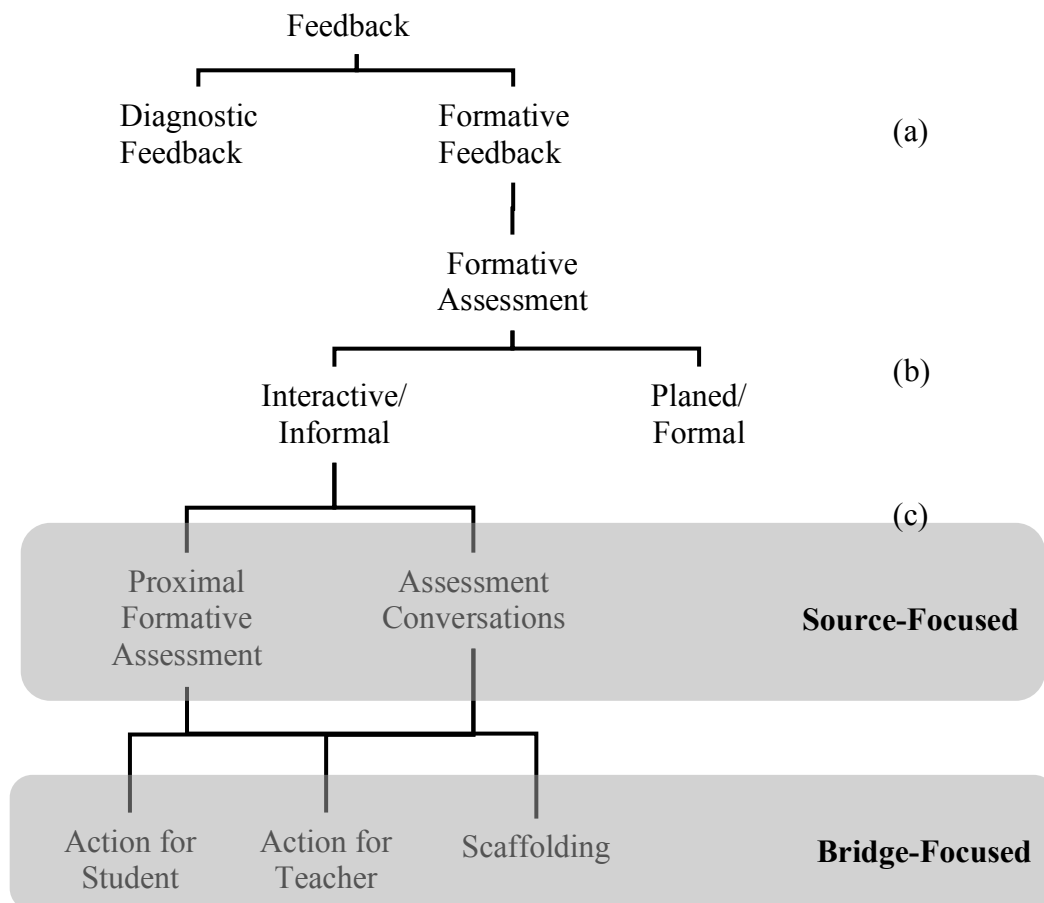 Feedback
Diagnostic
Feedback
Formative
Feedback
(a)
Formative
Assessment
(b)
Interactive/
Informal
Planed/
Formal
(c)
Proximal
Formative
Assessment
Assessment
Conversations
Source-Focused
Action for
Student
Action for
Teacher
Scaffolding
Bridge-Focused